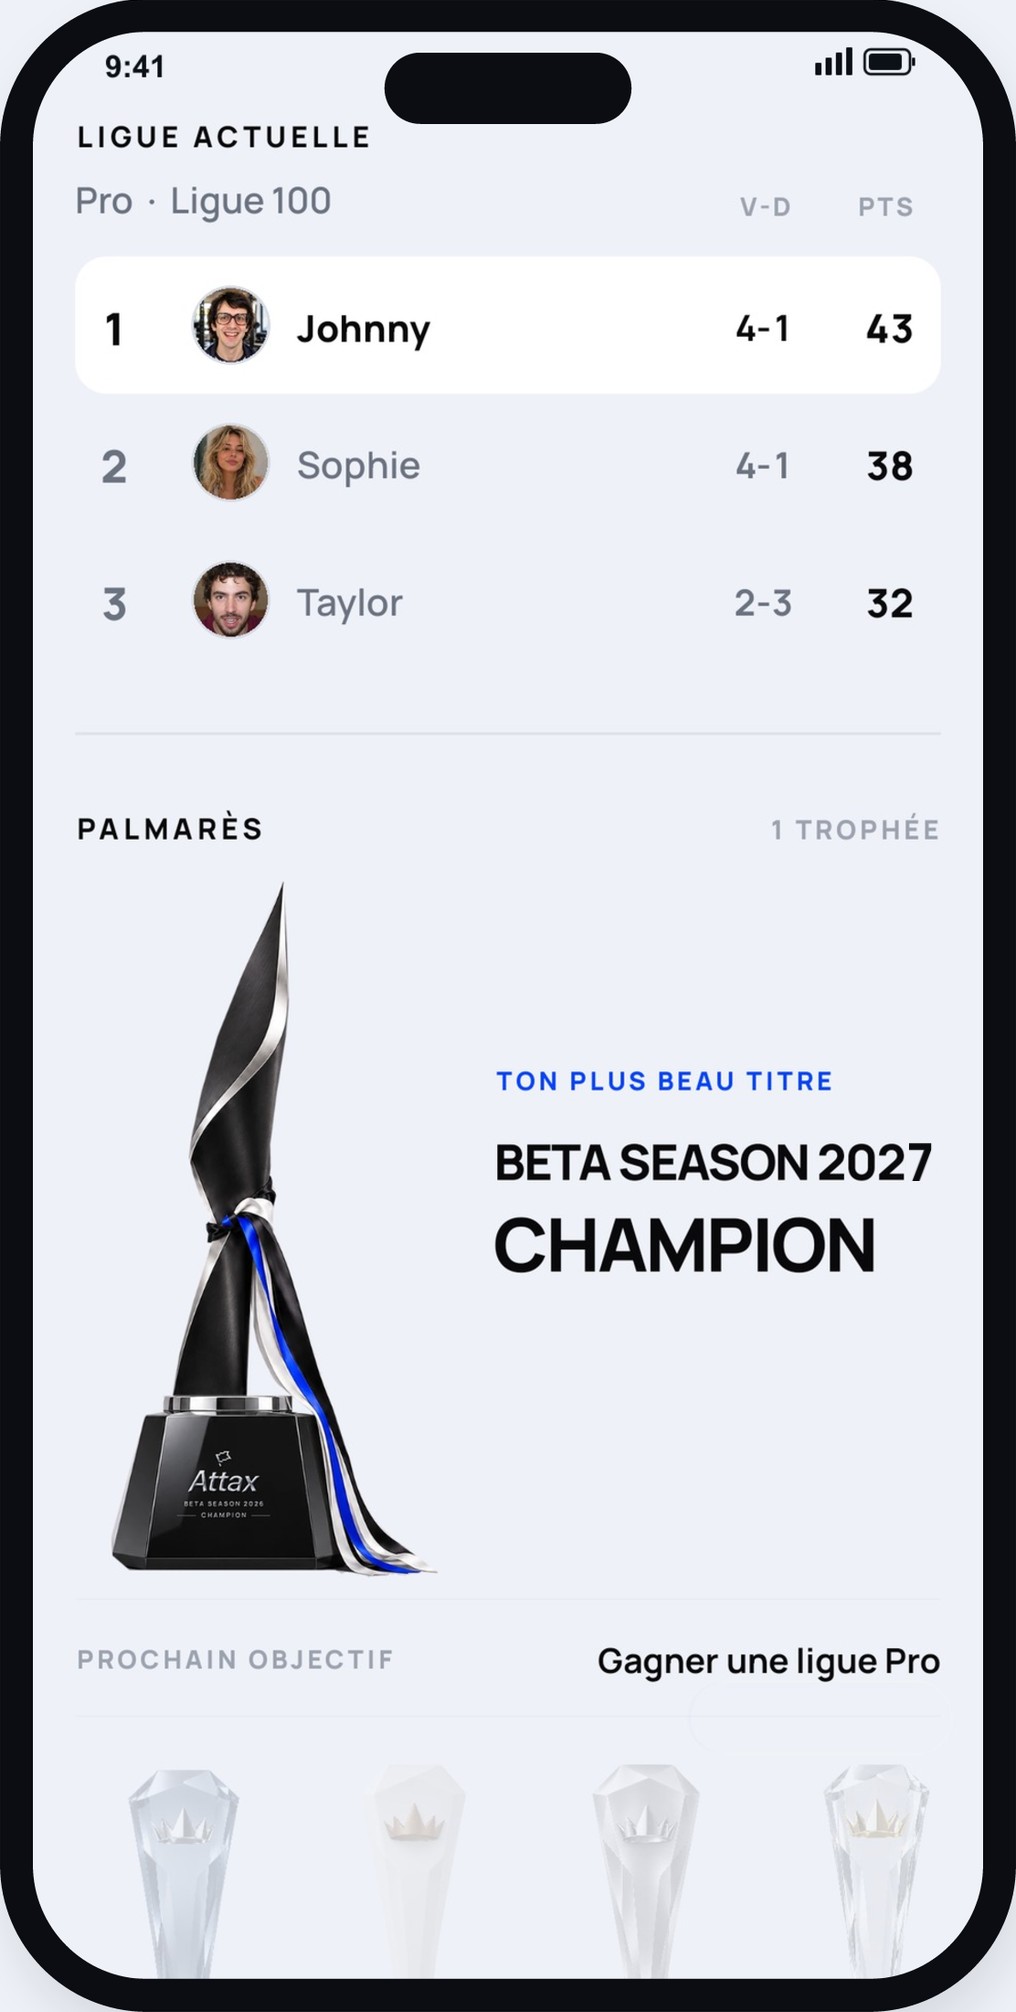 9:41
LIGUE ACTUELLE
Pro · Ligue 100
V-D PTS
1 Johnny 4-1 43
2 Sophie 4-1 38
3 Taylor 2-3 32
PALMARÈS
1 TROPHÉE
TON PLUS BEAU TITRE
BETA SEASON 2027
CHAMPION
Attax
BETA SEASON 2026
CHAMPION
PROCHAIN OBJECTIF
Gagner une ligue Pro